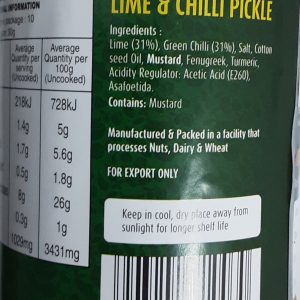 LIME & CHILLI PICKLE
Ingredients :
Lime (31%), Green Chilli (31%), Salt, Cotton
seed Oil, Mustard, Fenugreek, Turmeric,
Acidity Regulator: Acetic Acid (E260),
Asafoetida.
Contains: Mustard
Manufactured & Packed in a facility that
processes Nuts, Dairy & Wheat
FOR EXPORT ONLY
Keep in cool, dry place away from
sunlight for longer shelf life
INFORMATION
: 10
30g
Average Average
Quantity per Quantity per
serving 100g
(Uncooked) (Uncooked)
218kJ 728kJ
1.4g 5g
1.7g 5.6g
0.5g 1.8g
8g 26g
0.3g 1g
1029mg 3431mg